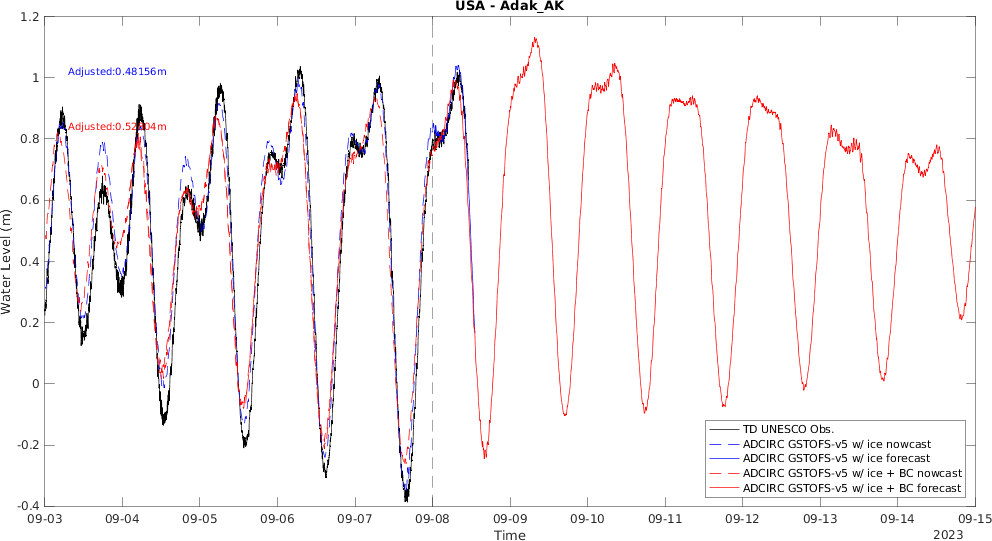 USA - Adak_AK
1.2
1
0.8
0.6
0.4
0.2
0
-0.2
-0.4
Water Level (m)
Adjusted:0.48156m
TD UNESCO Obs.
ADCIRC GSTOFS-v5 w/ ice nowcast
ADCIRC GSTOFS-v5 w/ ice forecast
ADCIRC GSTOFS-v5 w/ ice + BC nowcast
ADCIRC GSTOFS-v5 w/ ice + BC forecast
09-03 09-04 09-05 09-06 09-07 09-08 09-09 09-10 09-11 09-12 09-13 09-14 09-15
Time
2023